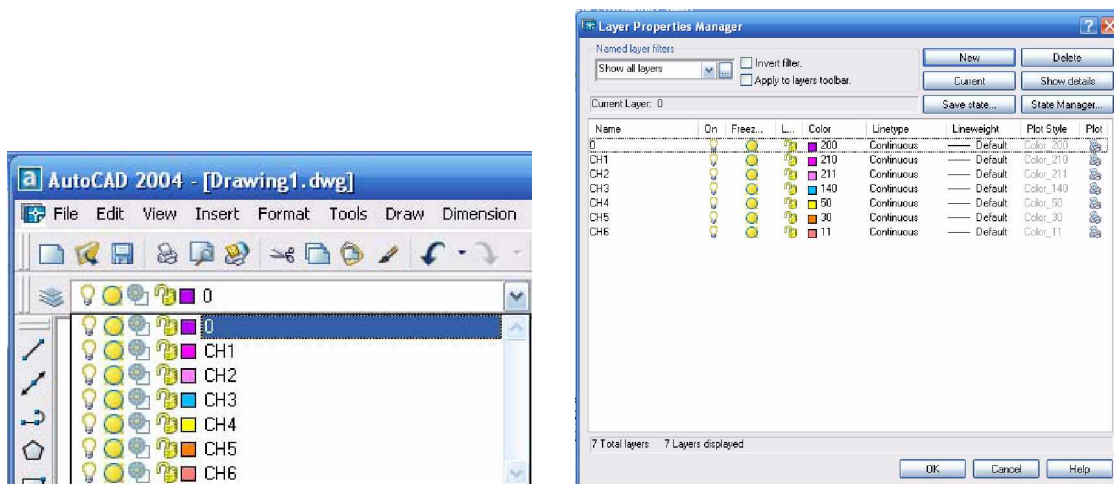 AutoCAD 2004 - [Drawing1.dwg]
File Edit View Insert Format Tools Draw Dimension
0
0
CH1
CH2
CH3
CH4
CH5
CH6
Layer Properties Manager
Named layer filters
Show all layers
Invert filter.
Apply to layers toolbar.
New Delete
Current Show details
Current Layer: 0
Save state... State Manager...
Name On Freez... L... Color Linetype Lineweight Plot Style Plot
0 200 Continuous Default Color_200
CH1 210 Continuous Default Color_210
CH2 211 Continuous Default Color_211
CH3 140 Continuous Default Color_140
CH4 50 Continuous Default Color_50
CH5 30 Continuous Default Color_30
CH6 11 Continuous Default Color_11
7 Total layers 7 Layers displayed
OK Cancel Help